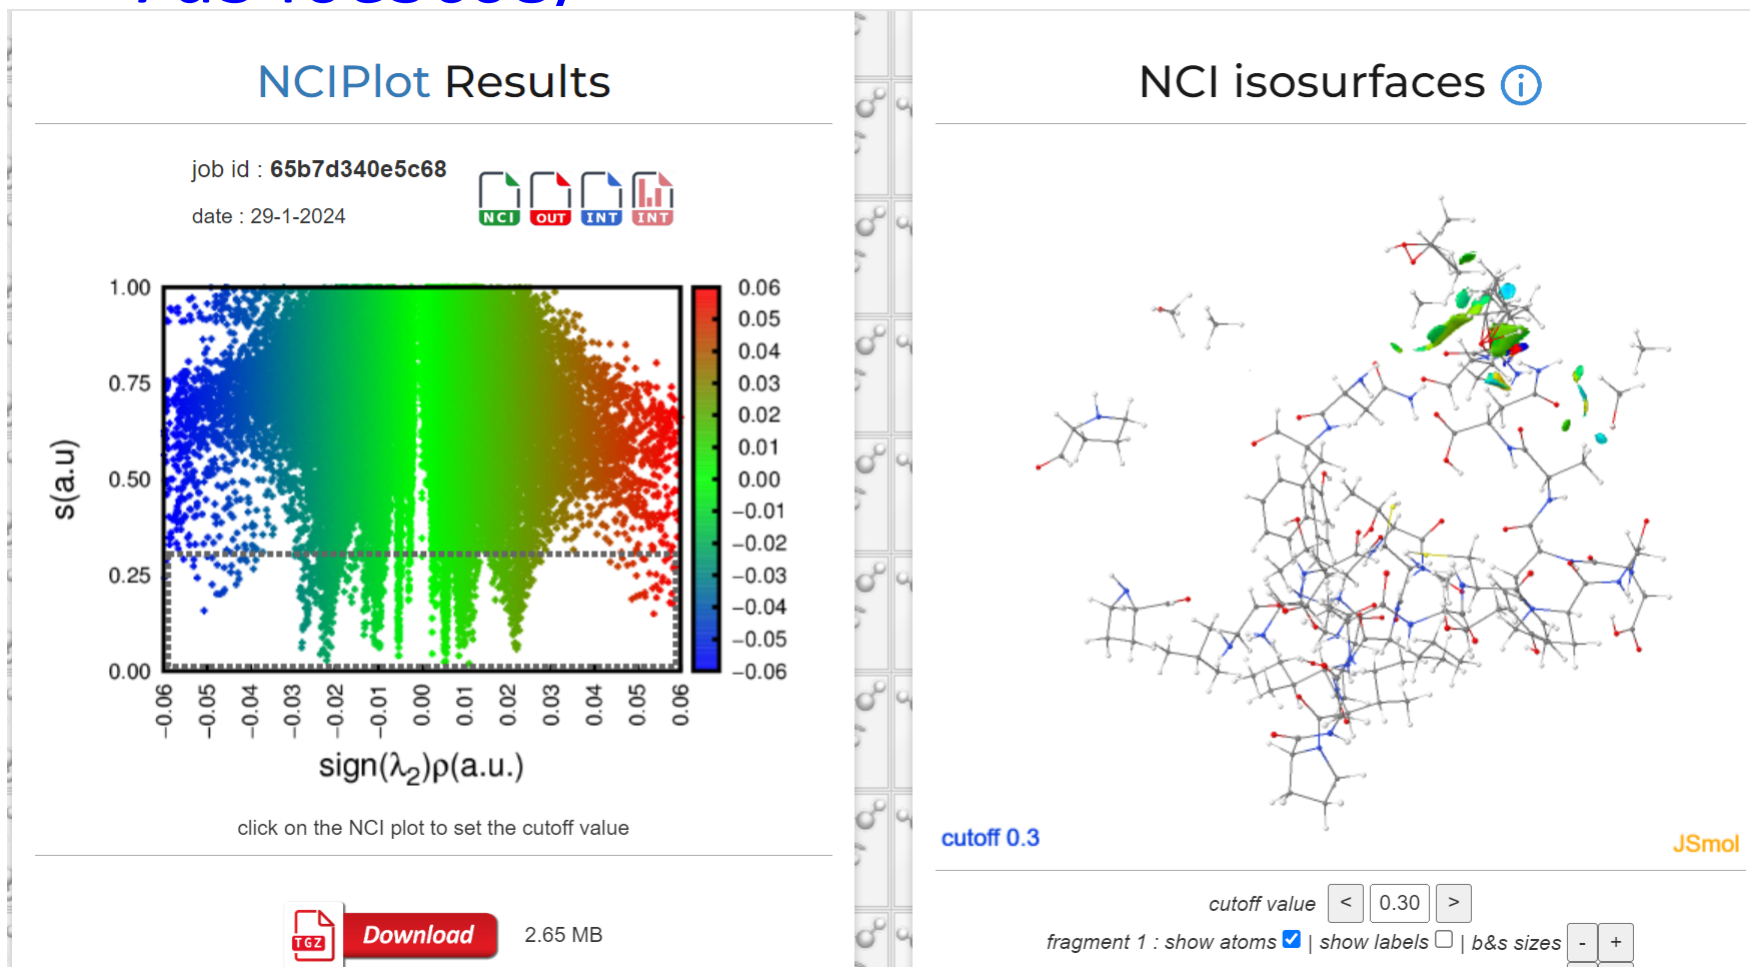 NCIPlot Results
job id : 65b7d340e5c68
date : 29-1-2024
NCI
OUT
INT
INT
1.00
0.75
0.50
0.25
0.00
s(a.u)
−0.06
−0.05
−0.04
−0.03
−0.02
−0.01
0.00
0.01
0.02
0.03
0.04
0.05
0.06
sign(λ₂)ρ(a.u.)
0.06
0.05
0.04
0.03
0.02
0.01
0.00
−0.01
−0.02
−0.03
−0.04
−0.05
−0.06
click on the NCI plot to set the cutoff value
TGZ
Download
2.65 MB
NCI isosurfaces i
cutoff 0.3
JSmol
cutoff value < 0.30 >
fragment 1 : show atoms | show labels | b&s sizes - +